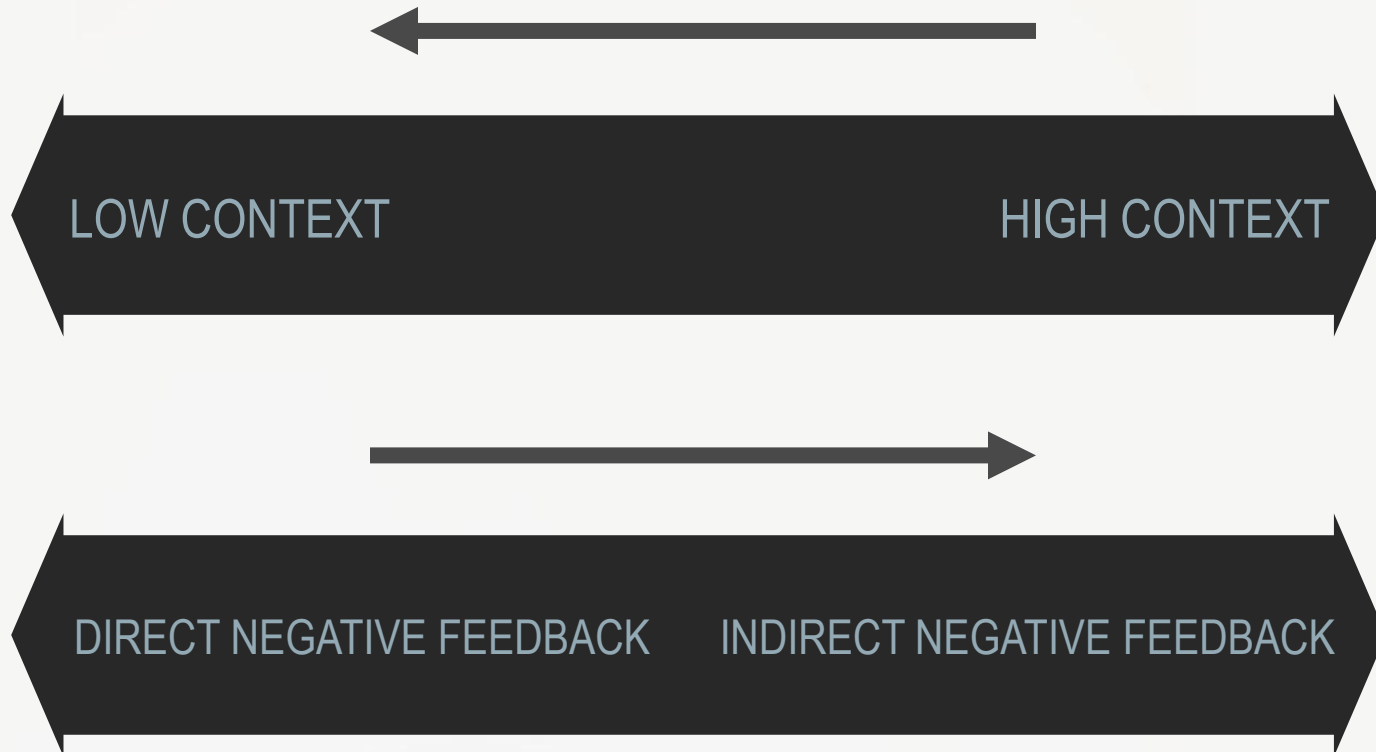 LOW CONTEXT HIGH CONTEXT
DIRECT NEGATIVE FEEDBACK INDIRECT NEGATIVE FEEDBACK